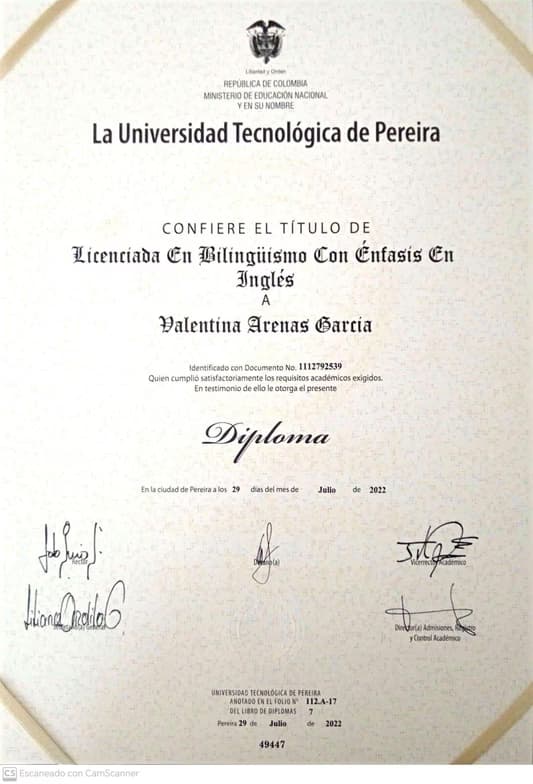 Libertad y Orden
REPÚBLICA DE COLOMBIA
MINISTERIO DE EDUCACIÓN NACIONAL
Y EN SU NOMBRE
La Universidad Tecnológica de Pereira
CONFIERE EL TÍTULO DE
Licenciada En Bilingüismo Con Énfasis En
Inglés
A
Valentina Arenas García
Identificado con Documento No. 1112792539
Quien cumplió satisfactoriamente los requisitos académicos exigidos.
En testimonio de ello le otorga el presente
Diploma
En la ciudad de Pereira a los 29 días del mes de Julio de 2022
Rector
Decano(a)
Vicerrector Académico
Director(a) Admisiones, Registro
y Control Académico
UNIVERSIDAD TECNOLÓGICA DE PEREIRA
ANOTADO EN EL FOLIO Nº 112.A-17
DEL LIBRO DE DIPLOMAS 7
Pereira 29 de Julio de 2022
49447
CS Escaneado con CamScanner